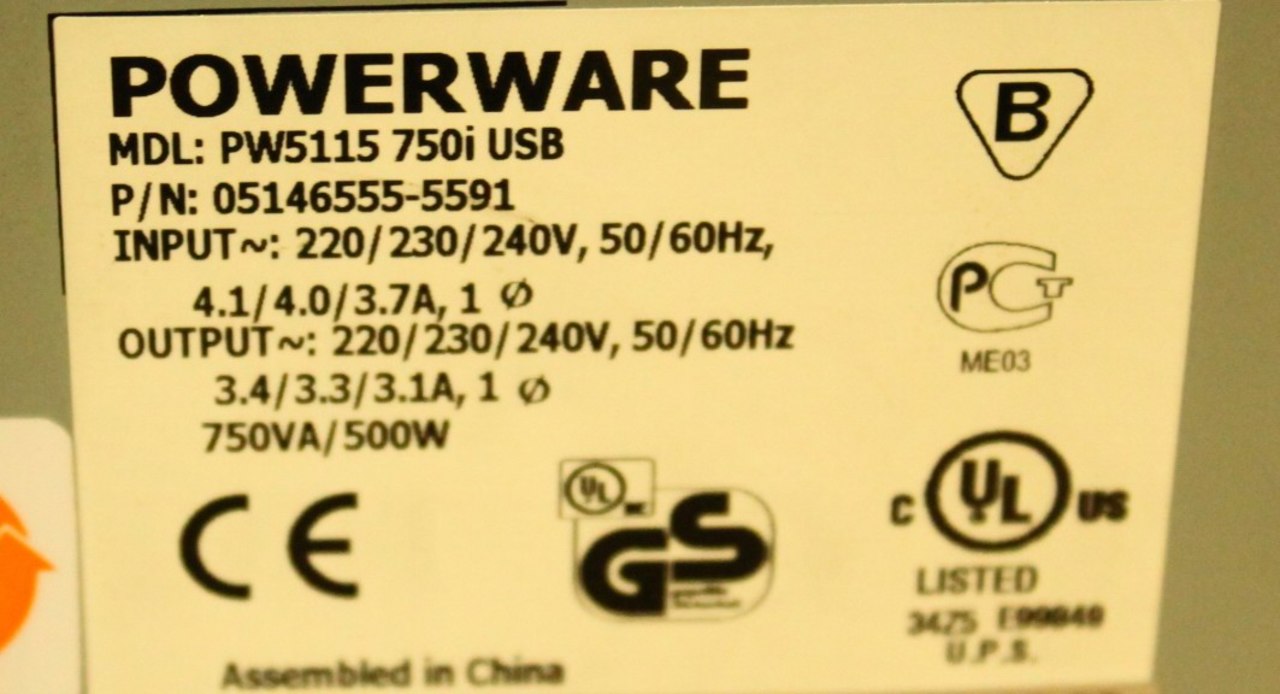 POWERWARE
MDL: PW5115 750i USB
P/N: 05146555-5591
INPUT~: 220/230/240V, 50/60Hz,
4.1/4.0/3.7A, 1 Ø
OUTPUT~: 220/230/240V, 50/60Hz
3.4/3.3/3.1A, 1 Ø
750VA/500W
B
PCT
ME03
CE
UL
GS
C UL US
LISTED
3475
U.P.S.
Assembled in China